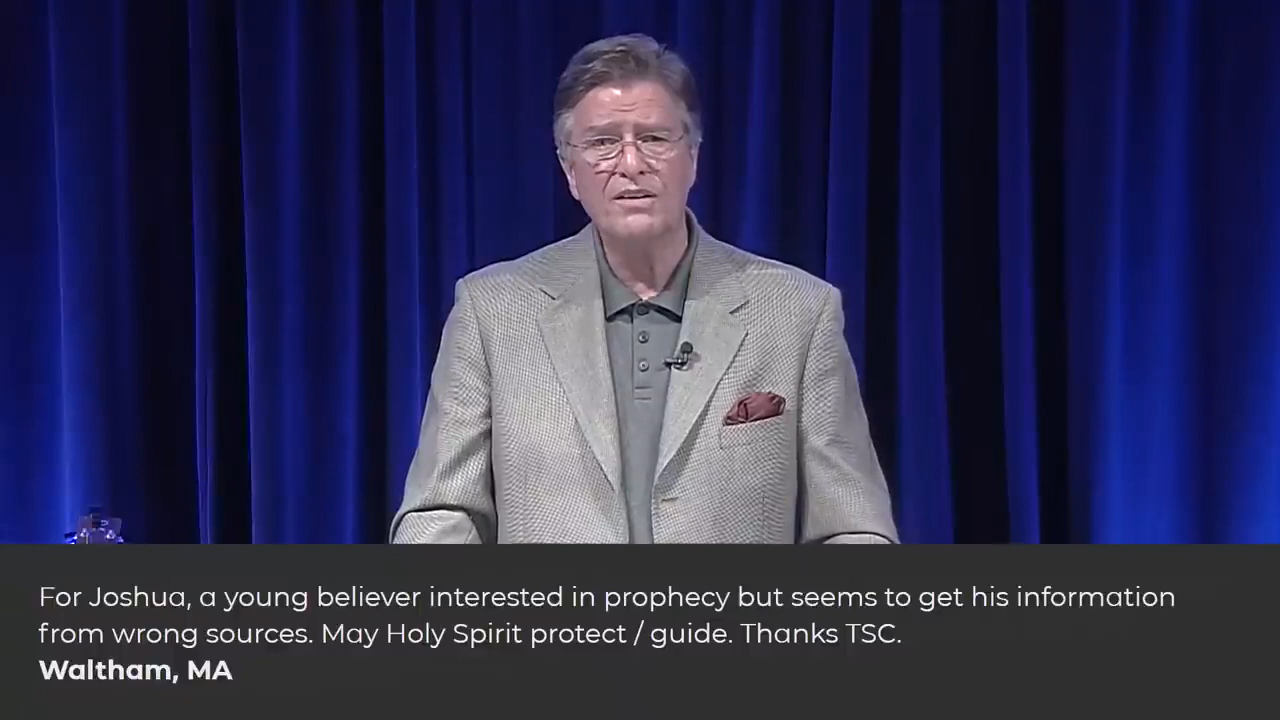 For Joshua, a young believer interested in prophecy but seems to get his information
from wrong sources. May Holy Spirit protect / guide. Thanks TSC.
Waltham, MA